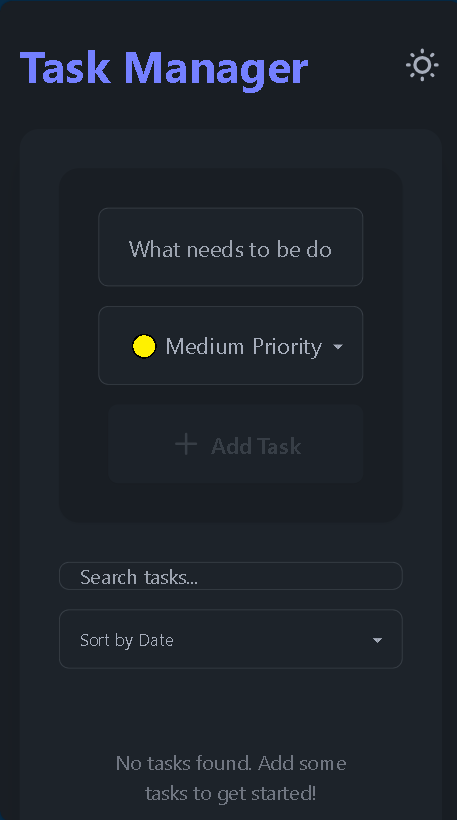 Task Manager
What needs to be do
Medium Priority
Add Task
Search tasks...
Sort by Date
No tasks found. Add some
tasks to get started!